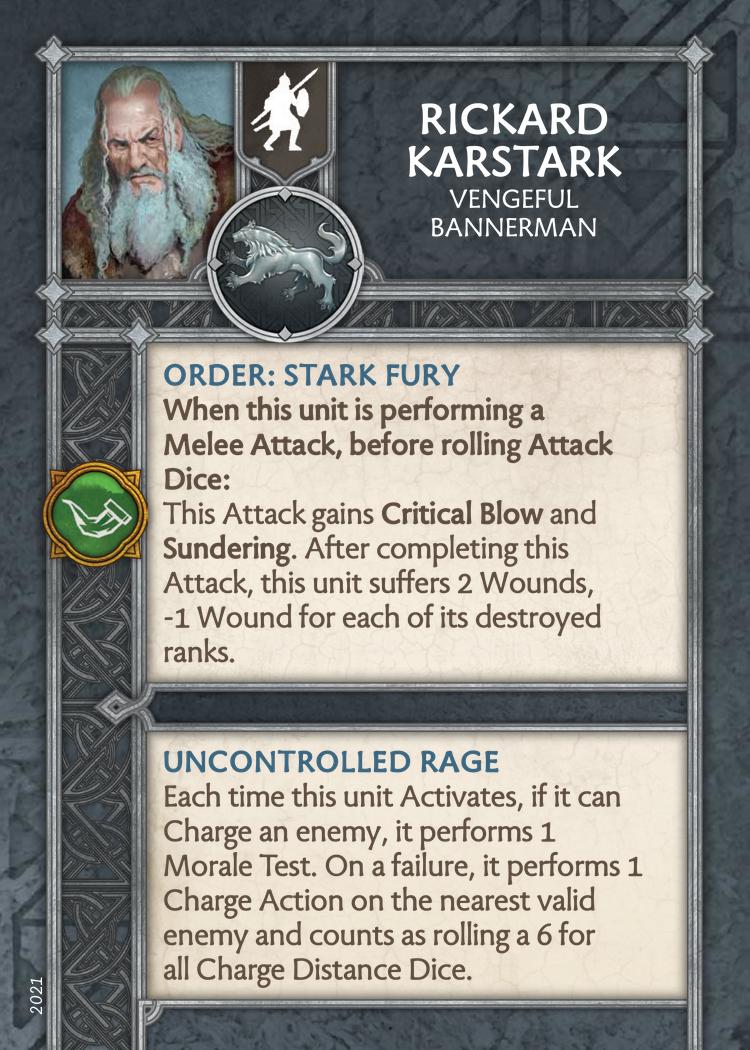 RICKARD
KARSTARK
VENGEFUL
BANNERMAN
ORDER: STARK FURY
When this unit is performing a
Melee Attack, before rolling Attack
Dice:
This Attack gains Critical Blow and
Sundering. After completing this
Attack, this unit suffers 2 Wounds,
-1 Wound for each of its destroyed
ranks.
UNCONTROLLED RAGE
Each time this unit Activates, if it can
Charge an enemy, it performs 1
Morale Test. On a failure, it performs 1
Charge Action on the nearest valid
enemy and counts as rolling a 6 for
all Charge Distance Dice.
2021